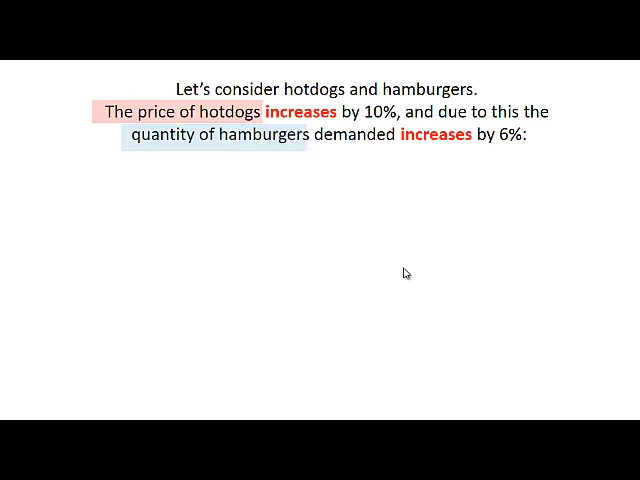 Let's consider hotdogs and hamburgers.
The price of hotdogs increases by 10%, and due to this the
quantity of hamburgers demanded increases by 6%: